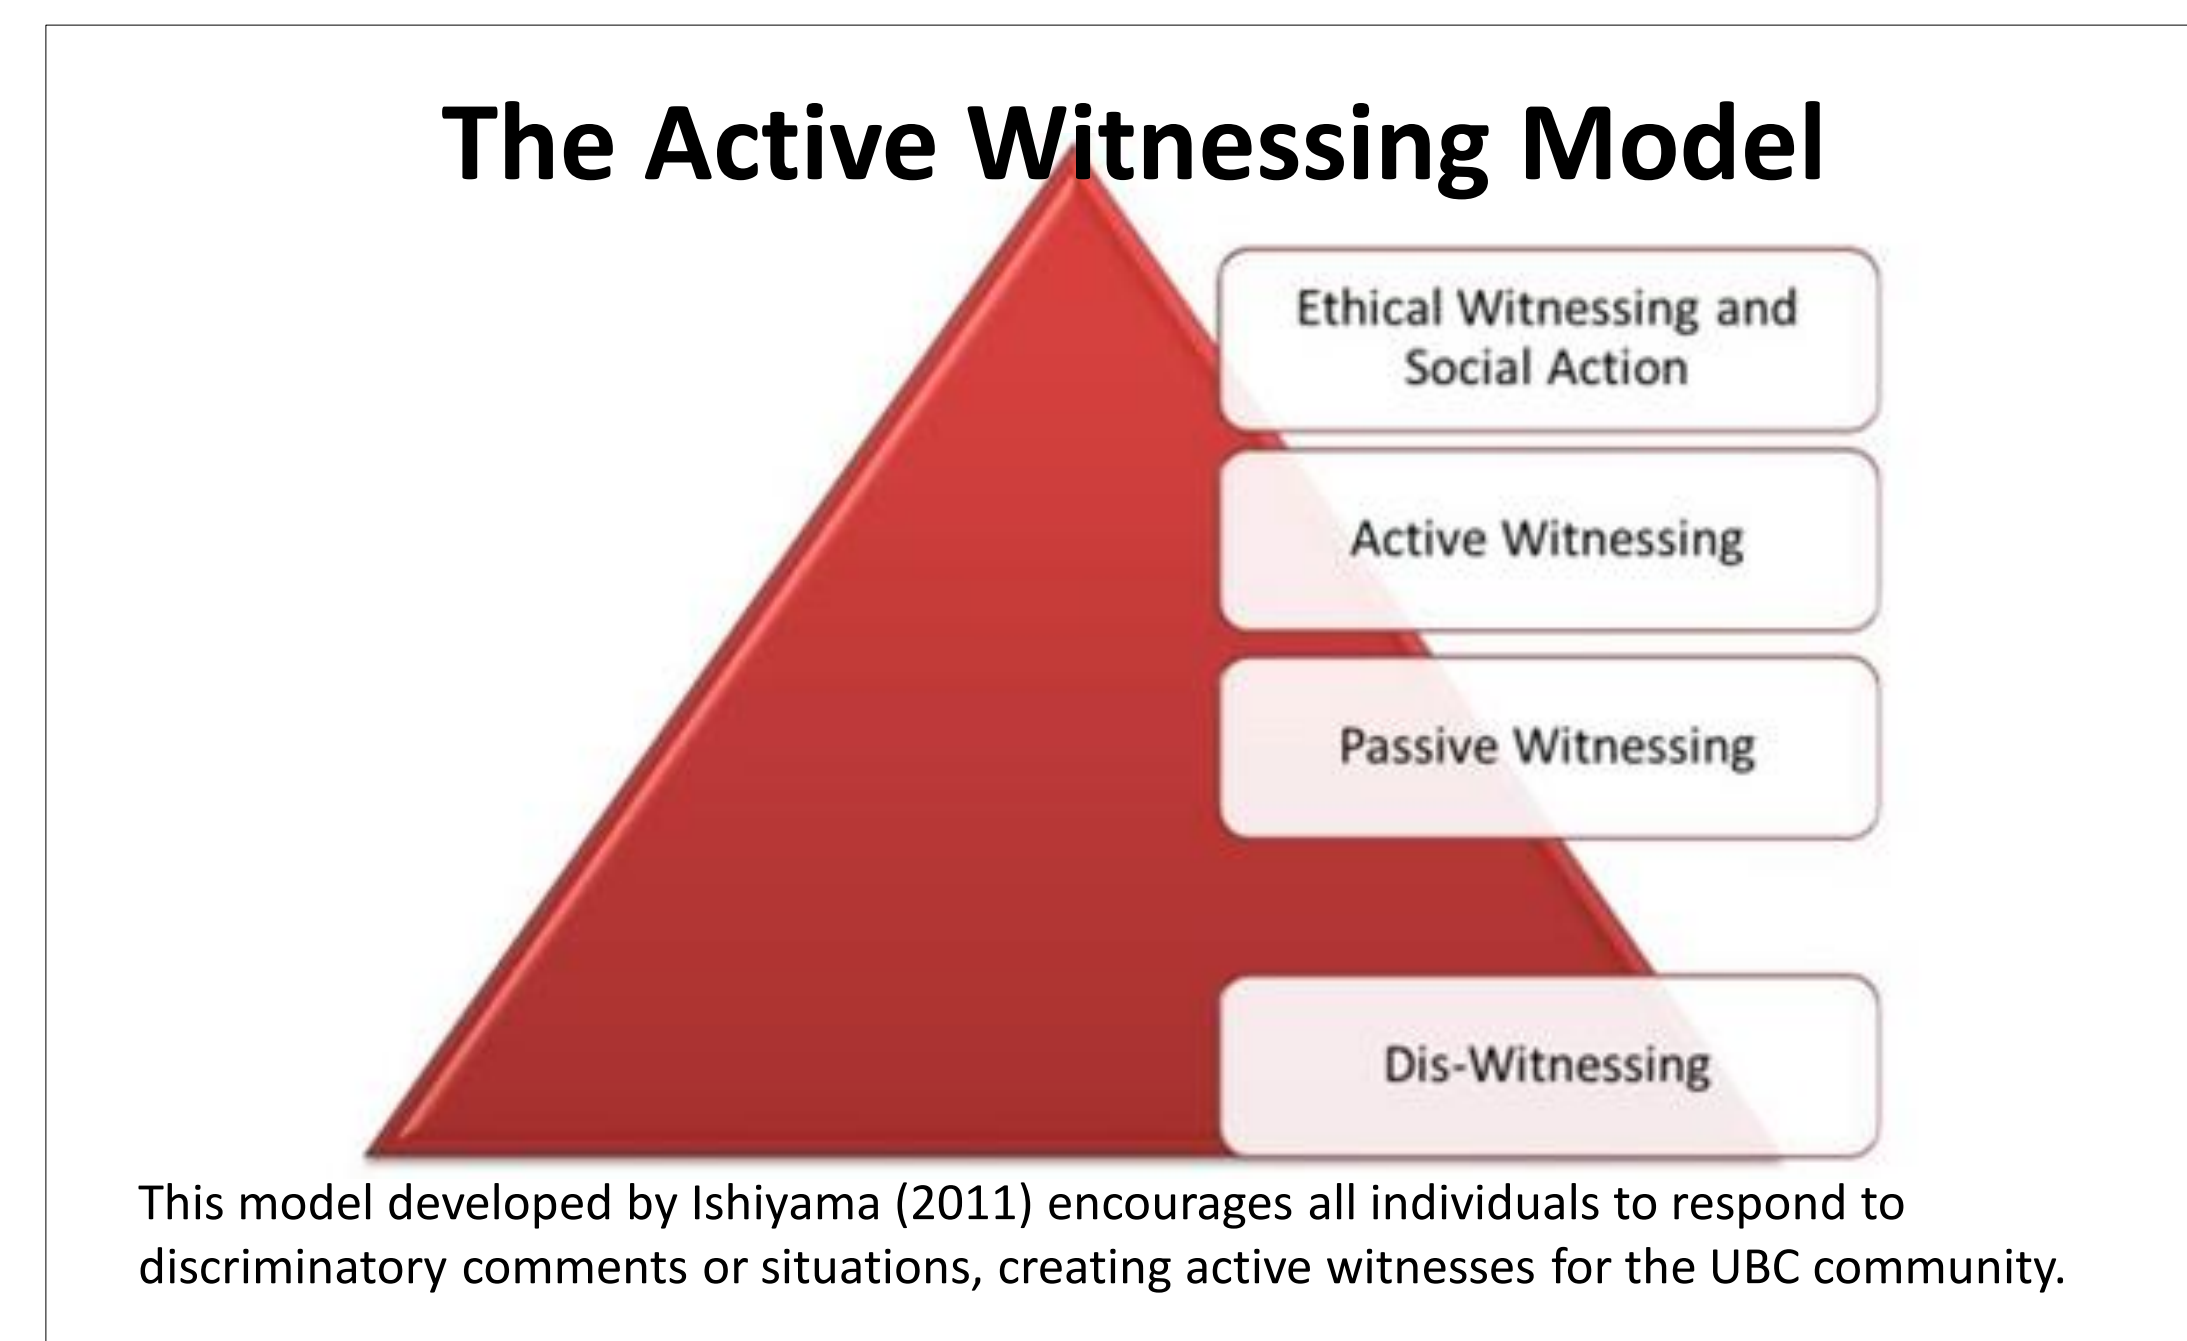 The Active Witnessing Model
Ethical Witnessing and
Social Action
Active Witnessing
Passive Witnessing
Dis-Witnessing
This model developed by Ishiyama (2011) encourages all individuals to respond to
discriminatory comments or situations, creating active witnesses for the UBC community.